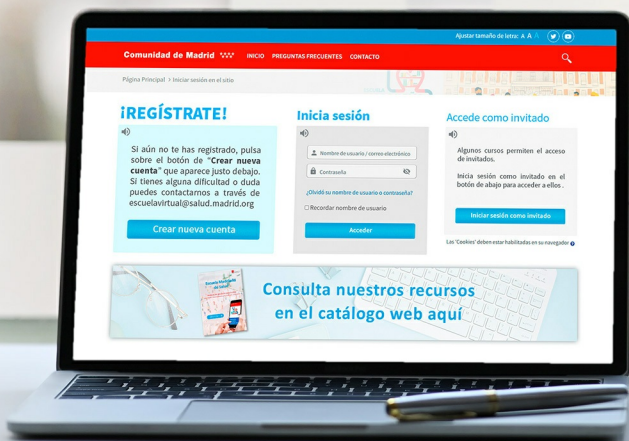 Ajustar tamaño de letra: A A A
Comunidad de Madrid
INICIO PREGUNTAS FRECUENTES CONTACTO
Página Principal > Iniciar sesión en el sitio
¡REGÍSTRATE!
Si aún no te has registrado, pulsa
sobre el botón de "Crear nueva
cuenta" que aparece justo debajo.
Si tienes alguna dificultad o duda
puedes contactarnos a través de
escuelavirtual@salud.madrid.org
Crear nueva cuenta
Inicia sesión
Nombre de usuario / correo electrónico
Contraseña
¿Olvidó su nombre de usuario o contraseña?
Recordar nombre de usuario
Acceder
Accede como invitado
Algunos cursos permiten el acceso
de invitados.
Inicia sesión como invitado en el
botón de abajo para acceder a ellos.
Iniciar sesión como invitado
Las 'Cookies' deben estar habilitadas en su navegador
Escuela Madrileña
de Salud
Consulta nuestros recursos
en el catálogo web aquí